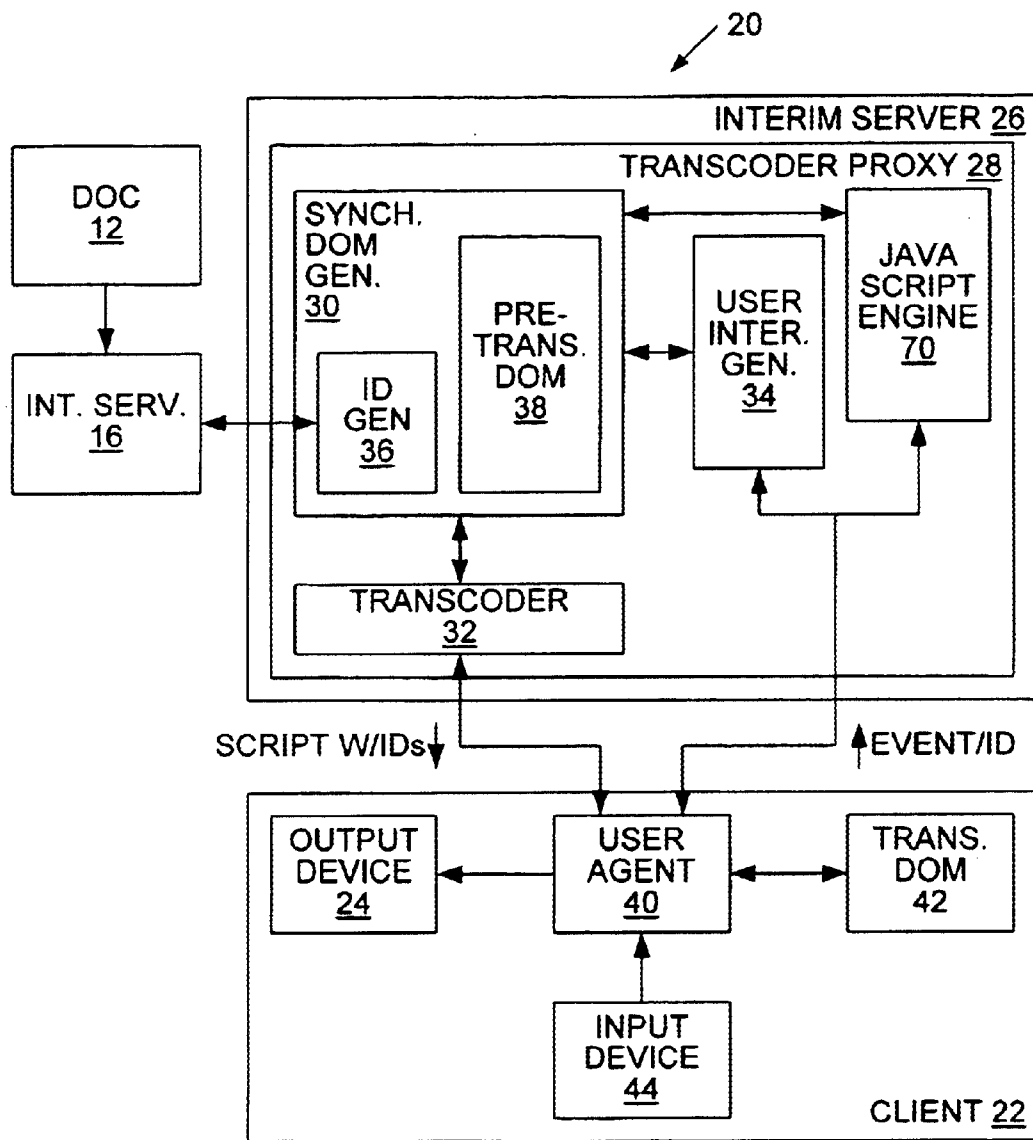 20
INTERIM SERVER 26
TRANSCODER PROXY 28
DOC
12
INT. SERV.
16
SYNCH.
DOM
GEN.
30
ID
GEN
36
PRE-
TRANS.
DOM
38
USER
INTER.
GEN.
34
JAVA
SCRIPT
ENGINE
70
TRANSCODER
32
SCRIPT W/IDs
EVENT/ID
OUTPUT
DEVICE
24
USER
AGENT
40
TRANS.
DOM
42
INPUT
DEVICE
44
CLIENT 22